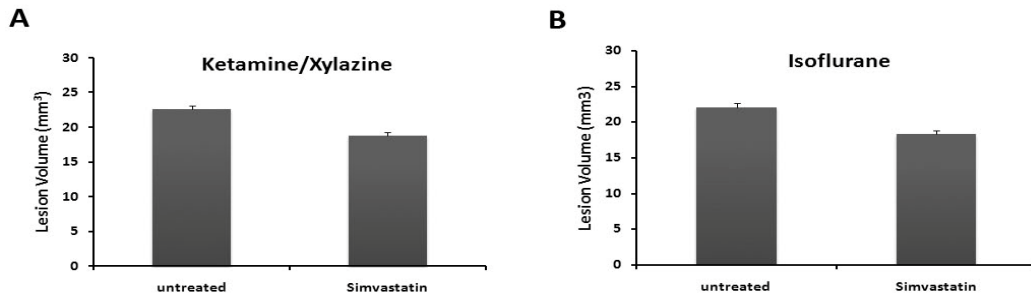 A
Ketamine/Xylazine
Lesion Volume (mm³)
30
25
20
15
10
5
0
untreated
Simvastatin
B
Isoflurane
Lesion Volume (mm3)
30
25
20
15
10
5
0
untreated
Simvastatin